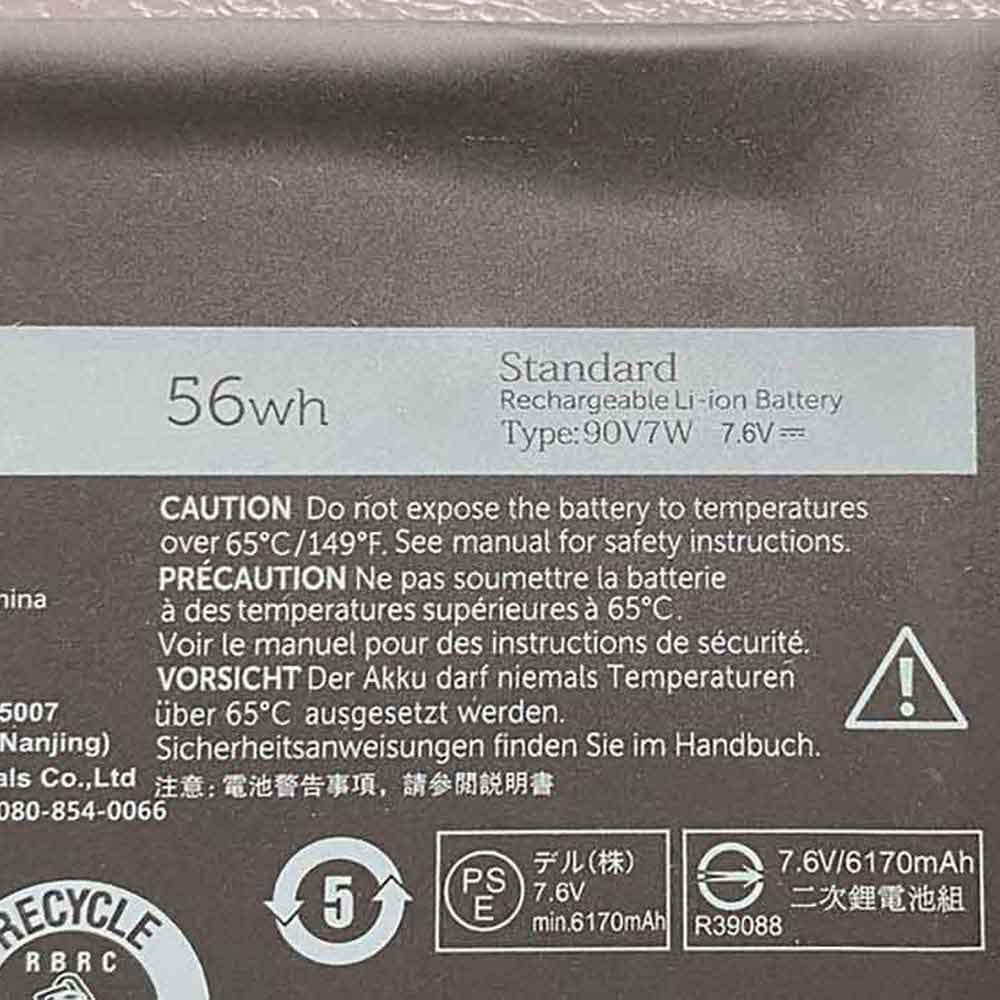 56wh
Standard
Rechargeable Li-ion Battery
Type:90V7W 7.6V⎓
CAUTION Do not expose the battery to temperatures
over 65°C/149°F. See manual for safety instructions.
PRÉCAUTION Ne pas soumettre la batterie
à des températures supérieures à 65°C.
Voir le manuel pour des instructions de sécurité.
VORSICHT Der Akku darf niemals Temperaturen
über 65°C ausgesetzt werden.
Sicherheitsanweisungen finden Sie im Handbuch.
注意:電池警告事項，請參閱説明書
hina
5007
Nanjing)
als Co.,Ltd
080-854-0066
RECYCLE
RBRC
5
PS
E
デル(株)
7.6V
min.6170mAh
7.6V/6170mAh
二次鋰電池組
R39088